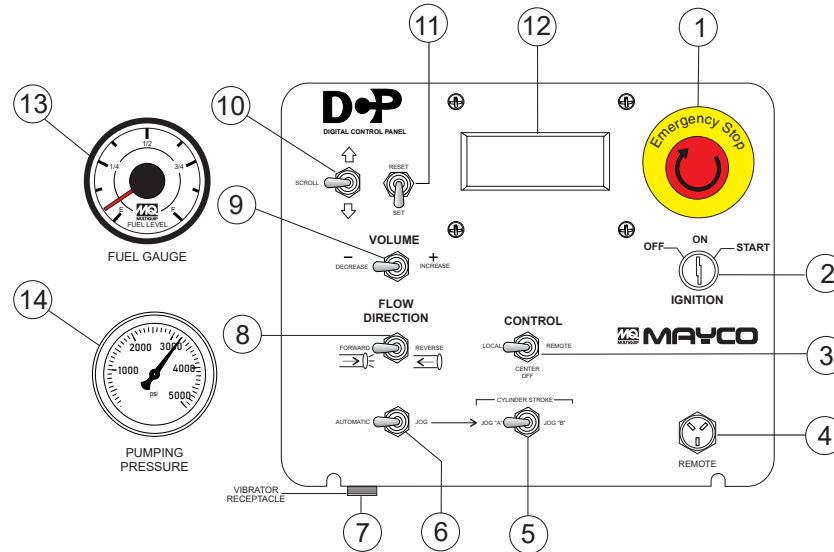 11
12
1
13
10
D•P
DIGITAL CONTROL PANEL
Emergency Stop
1/2
1/4
3/4
E
F
MQ
MULTIQUIP
FUEL LEVEL
FUEL GAUGE
SCROLL
RESET
SET
9
VOLUME
–
+
DECREASE
INCREASE
OFF
ON
START
2
IGNITION
14
1000
2000
3000
4000
5000
psi
PUMPING
PRESSURE
8
FLOW
DIRECTION
FORWARD
REVERSE
CONTROL
LOCAL
REMOTE
CENTER
OFF
MQ
MULTIQUIP
MAYCO
3
AUTOMATIC
JOG
CYLINDER STROKE
JOG "A"
JOG "B"
4
REMOTE
VIBRATOR
RECEPTACLE
7
6
5